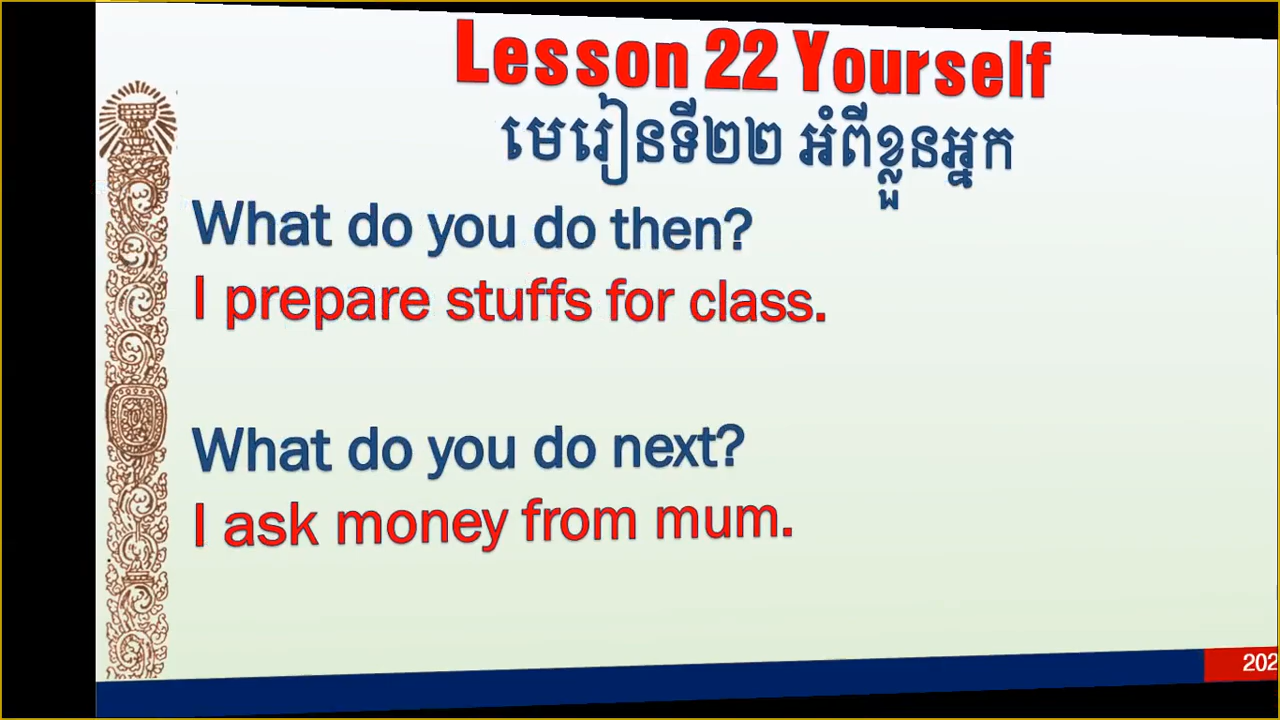 Lesson 22 Yourself
មេរៀនទី២២ អំពីខ្លួនអ្នក
What do you do then?
I prepare stuffs for class.
What do you do next?
I ask money from mum.